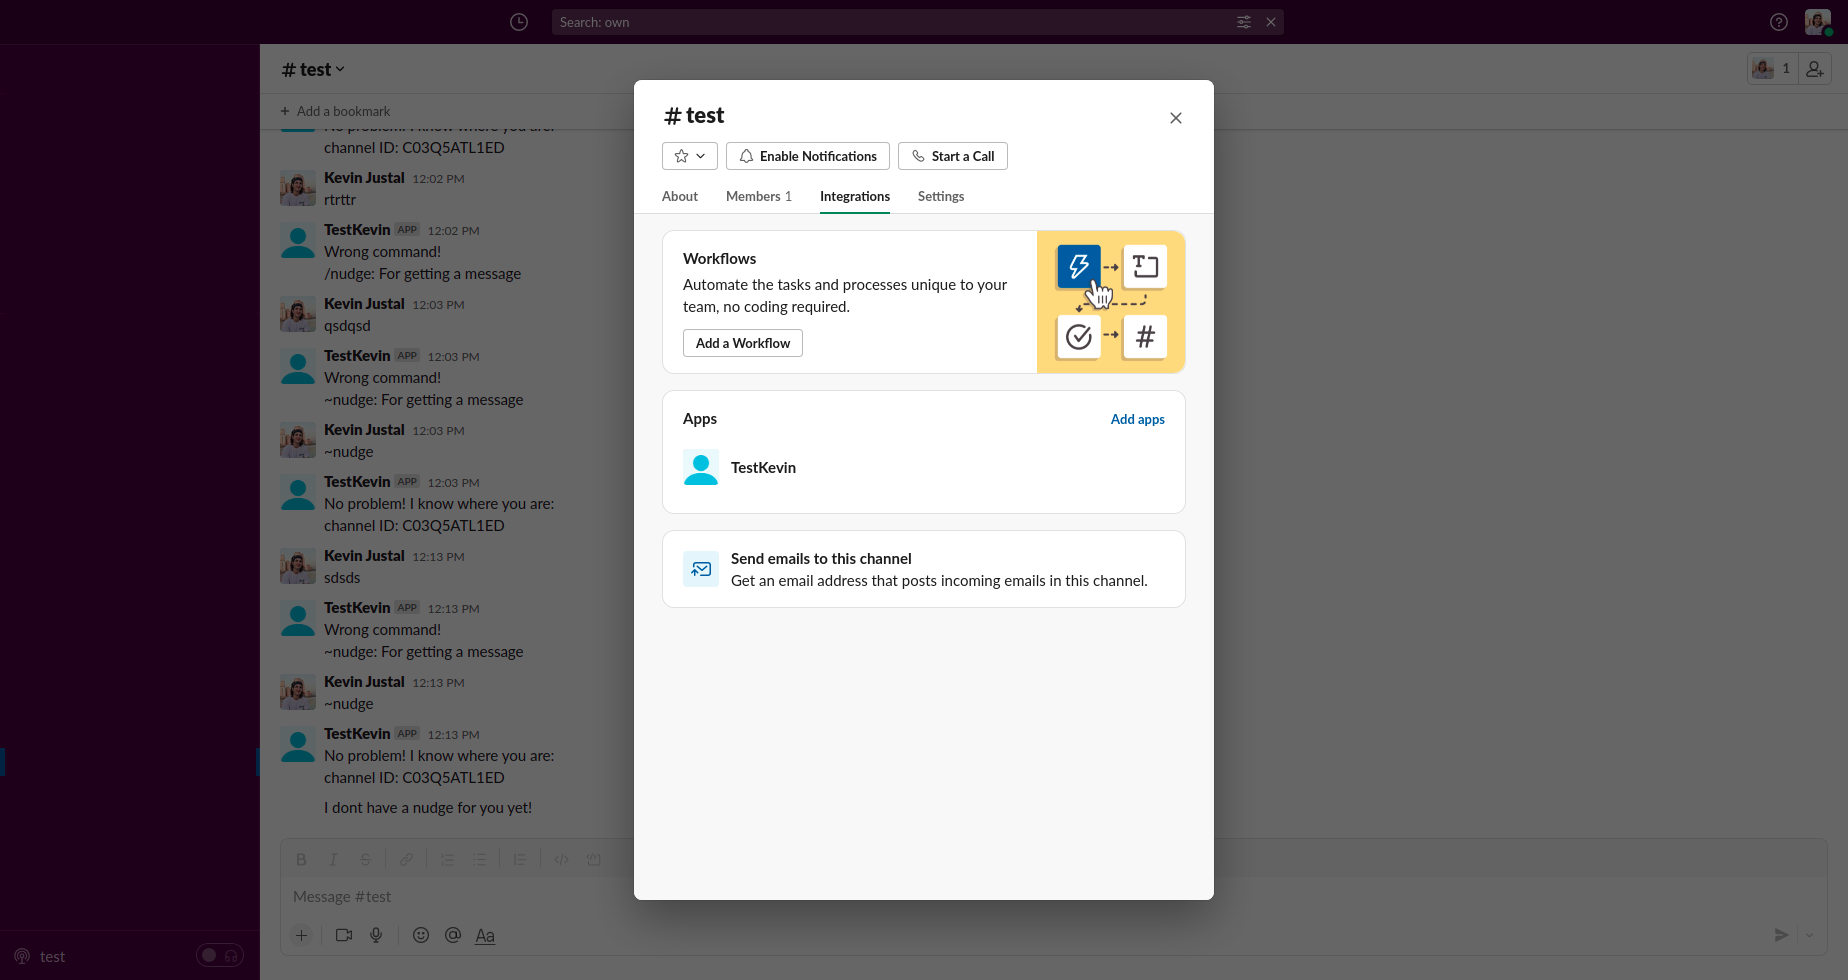 Search: own
# test
1
+ Add a bookmark
No problem! I know where you are:
channel ID: C03Q5ATL1ED
Kevin Justal 12:02 PM
rtrttr
TestKevin APP 12:02 PM
Wrong command!
/nudge: For getting a message
Kevin Justal 12:03 PM
qsdqsd
TestKevin APP 12:03 PM
Wrong command!
~nudge: For getting a message
Kevin Justal 12:03 PM
~nudge
TestKevin APP 12:03 PM
No problem! I know where you are:
channel ID: C03Q5ATL1ED
Kevin Justal 12:13 PM
sdsds
TestKevin APP 12:13 PM
Wrong command!
~nudge: For getting a message
Kevin Justal 12:13 PM
~nudge
TestKevin APP 12:13 PM
No problem! I know where you are:
channel ID: C03Q5ATL1ED
I dont have a nudge for you yet!
Message #test
Aa
test
# test
Enable Notifications
Start a Call
About
Members 1
Integrations
Settings
Workflows
Automate the tasks and processes unique to your
team, no coding required.
Add a Workflow
Apps
Add apps
TestKevin
Send emails to this channel
Get an email address that posts incoming emails in this channel.